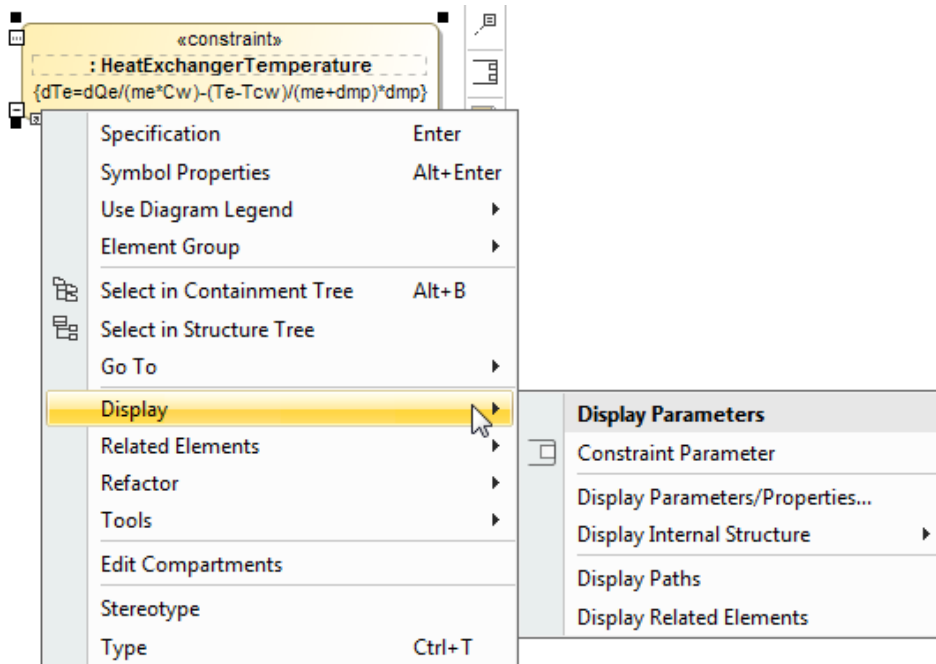 «constraint»
: HeatExchangerTemperature
{dTe=dQe/(me*Cw)-(Te-Tcw)/(me+dmp)*dmp}
Specification Enter
Symbol Properties Alt+Enter
Use Diagram Legend
Element Group
Select in Containment Tree Alt+B
Select in Structure Tree
Go To
Display
Related Elements
Refactor
Tools
Edit Compartments
Stereotype
Type Ctrl+T
Display Parameters
Constraint Parameter
Display Parameters/Properties...
Display Internal Structure
Display Paths
Display Related Elements